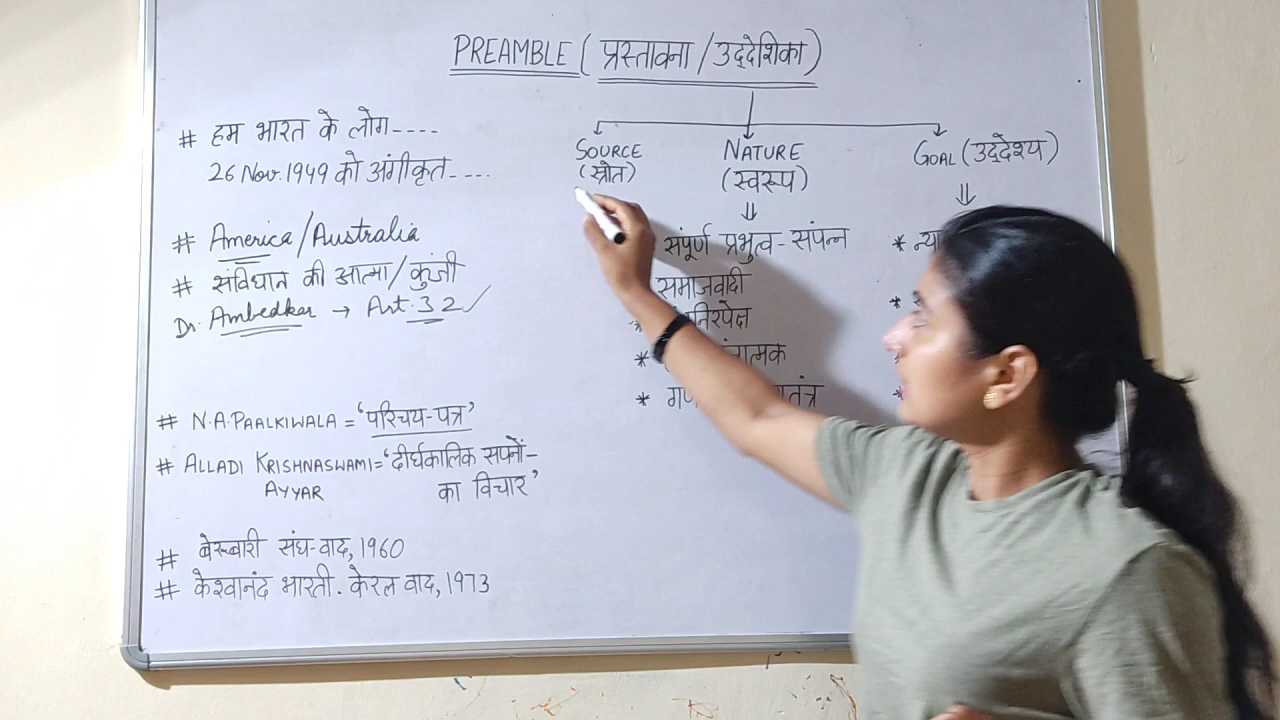 PREAMBLE (प्रस्तावना/उद्देशिका)
# हम भारत के लोग----
26 Nov. 1949 को अंगीकृत----
# America/Australia
# संविधान की आत्मा/कुंजी
Dr. Ambedkar → Art. 32 ✓
# N.A. PAALKIWALA = 'परिचय-पत्र'
# ALLADI KRISHNASWAMI = 'दीर्घकालिक सपनों-
AYYAR का विचार'
# बेरूबारी संघ-वाद, 1960
# केशवानंद भारती. केरल वाद, 1973
SOURCE
(स्रोत)
NATURE
(स्वरूप)
⇓
संपूर्ण प्रभुत्व-संपन्न
समाजवादी
*
*
*
GOAL (उद्देश्य)
⇓
*
*
*
*